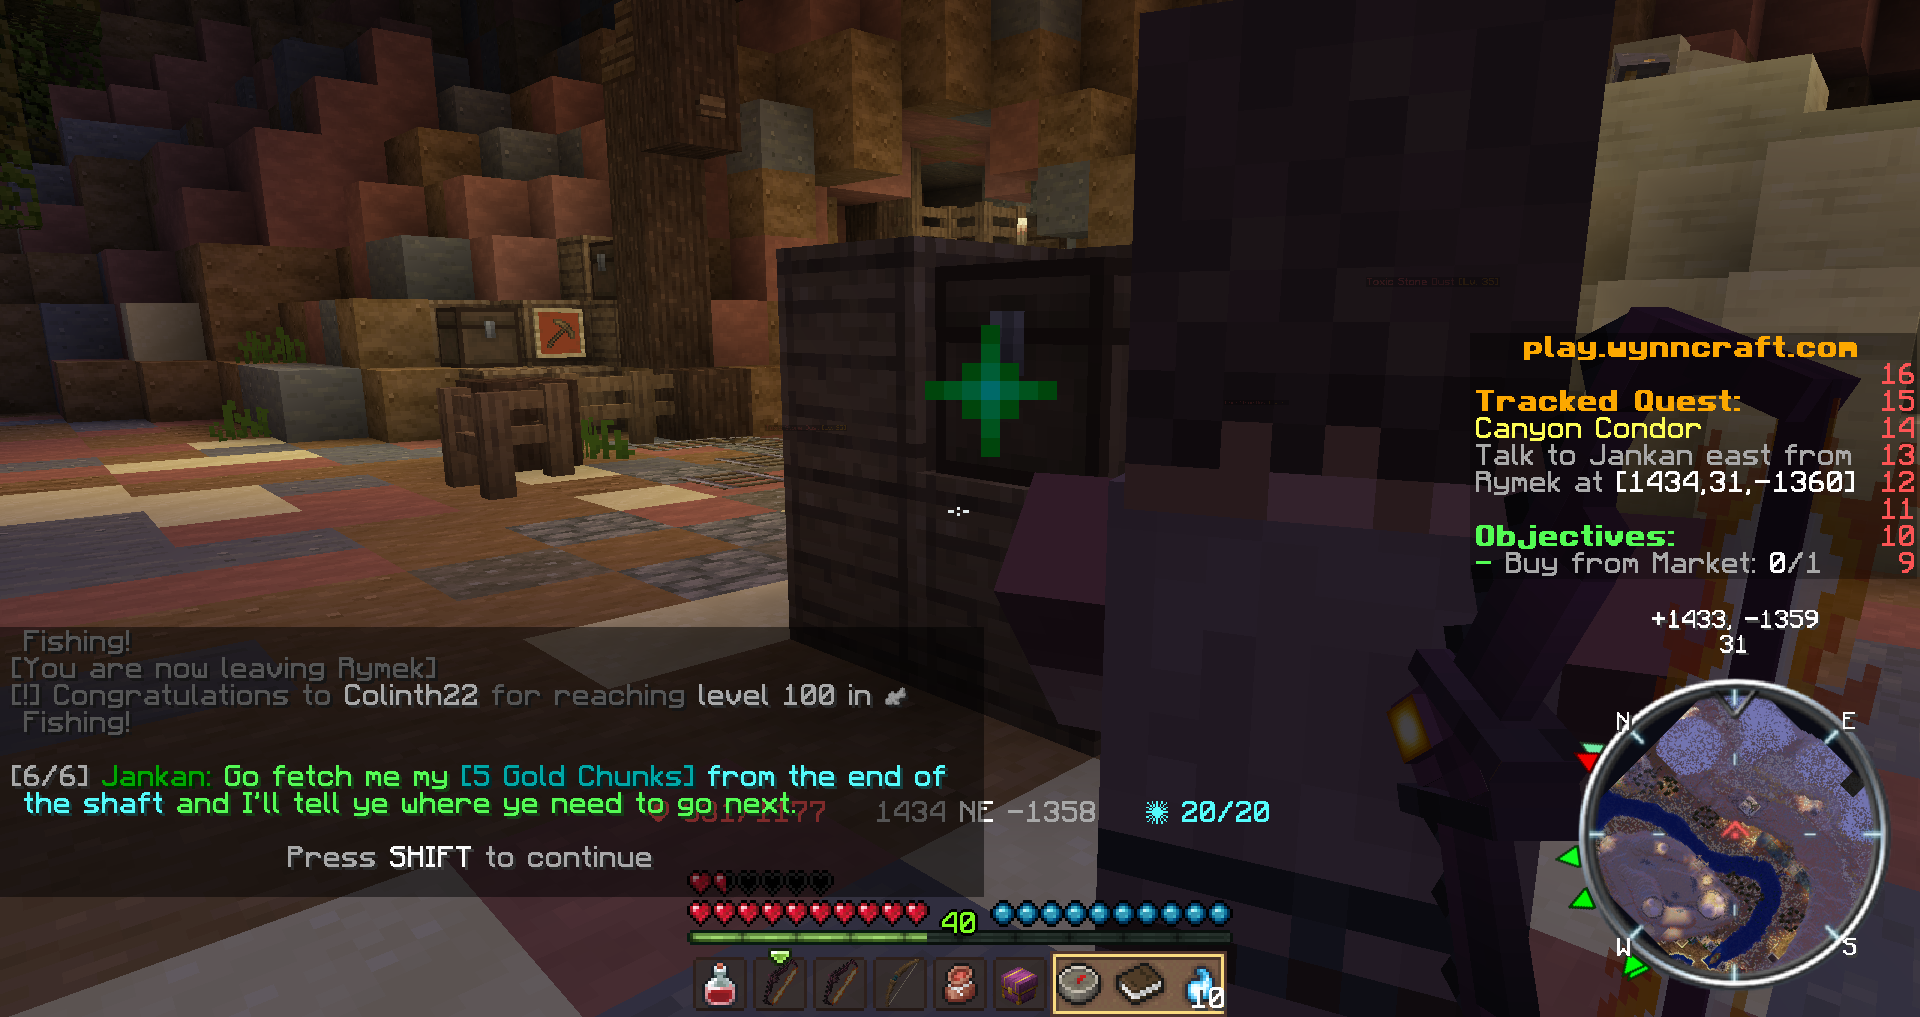 play.wynncraft.com
16
Tracked Quest: 15
Canyon Condor 14
Talk to Jankan east from 13
Rymek at [1434,31,-1360] 12
11
Objectives: 10
- Buy from Market: 0/1 9
+1433, -1359
31
N
E
W
S
Fishing!
[You are now leaving Rymek]
[!] Congratulations to Colinth22 for reaching level 100 in
Fishing!
[6/6] Jankan: Go fetch me my [5 Gold Chunks] from the end of
the shaft and I'll tell ye where ye need to go next.
1434 NE -1358
20/20
Press SHIFT to continue
40
10